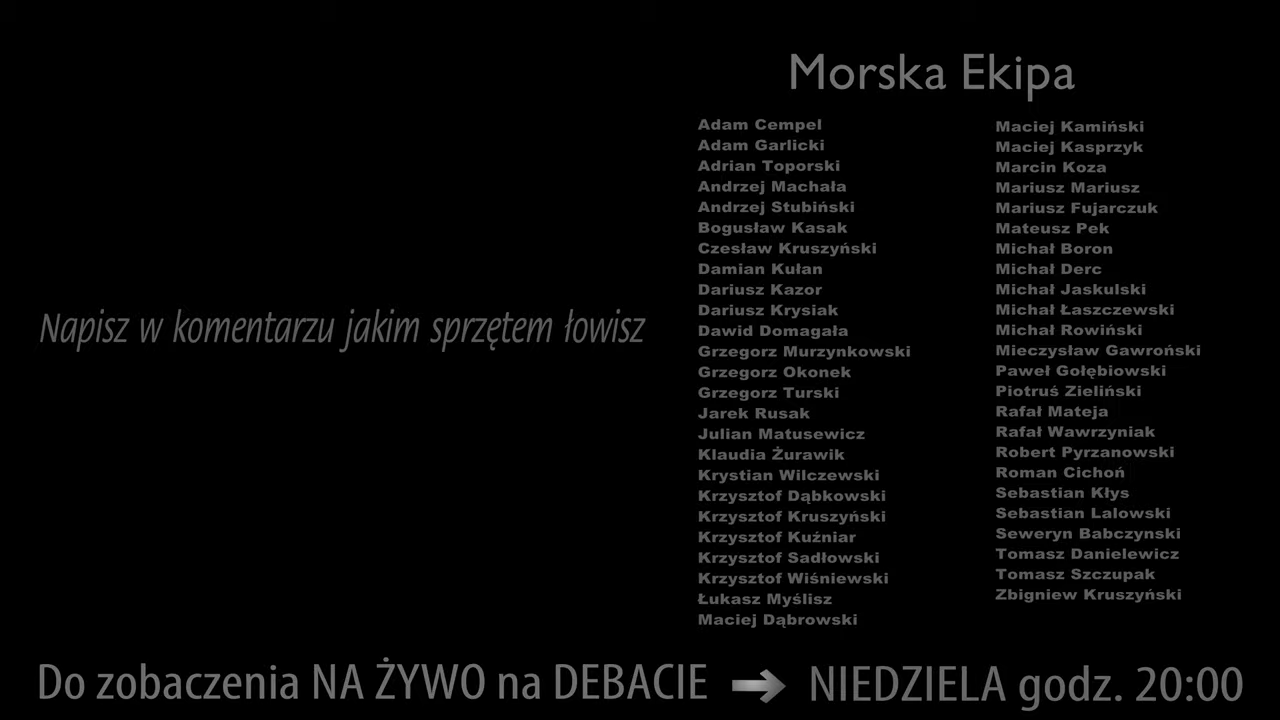 Morska Ekipa
Adam Cempel
Adam Garlicki
Adrian Toporski
Andrzej Machała
Andrzej Stubiński
Bogusław Kasak
Czesław Kruszyński
Damian Kułan
Dariusz Kazor
Dariusz Krysiak
Dawid Domagała
Grzegorz Murzynkowski
Grzegorz Okonek
Grzegorz Turski
Jarek Rusak
Julian Matusewicz
Klaudia Żurawik
Krystian Wilczewski
Krzysztof Dąbkowski
Krzysztof Kruszyński
Krzysztof Kuźniar
Krzysztof Sadłowski
Krzysztof Wiśniewski
Łukasz Myślisz
Maciej Dąbrowski
Maciej Kamiński
Maciej Kasprzyk
Marcin Koza
Mariusz Mariusz
Mariusz Fujarczuk
Mateusz Pek
Michał Boron
Michał Derc
Michał Jaskulski
Michał Łaszczewski
Michał Rowiński
Mieczysław Gawroński
Paweł Gołębiowski
Piotruś Zieliński
Rafał Mateja
Rafał Wawrzyniak
Robert Pyrzanowski
Roman Cichoń
Sebastian Kłys
Sebastian Lalowski
Seweryn Babczynski
Tomasz Danielewicz
Tomasz Szczupak
Zbigniew Kruszyński
Napisz w komentarzu jakim sprzętem łowisz
Do zobaczenia NA ŻYWO na DEBACIE → NIEDZIELA godz. 20:00